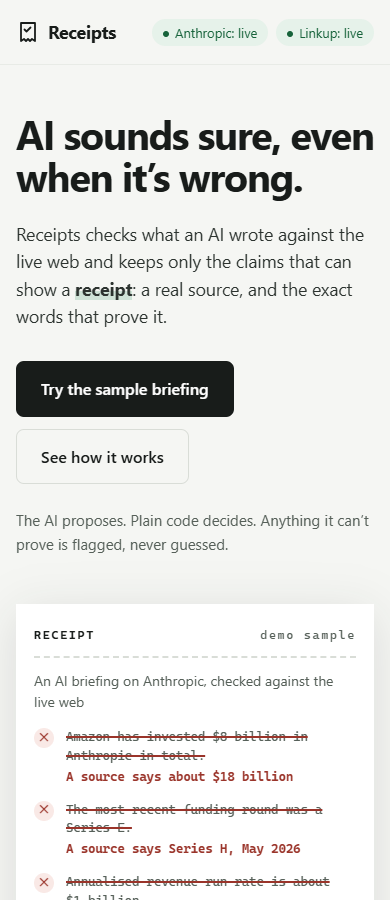 Receipts
Anthropic: live
Linkup: live
AI sounds sure, even
when it’s wrong.
Receipts checks what an AI wrote against the
live web and keeps only the claims that can
show a receipt: a real source, and the exact
words that prove it.
Try the sample briefing
See how it works
The AI proposes. Plain code decides. Anything it can’t
prove is flagged, never guessed.
RECEIPT
demo sample
An AI briefing on Anthropic, checked against the
live web
Amazon has invested $8 billion in
Anthropic in total.
A source says about $18 billion
The most recent funding round was a
Series E.
A source says Series H, May 2026
Annualised revenue run rate is about
$1 billion.